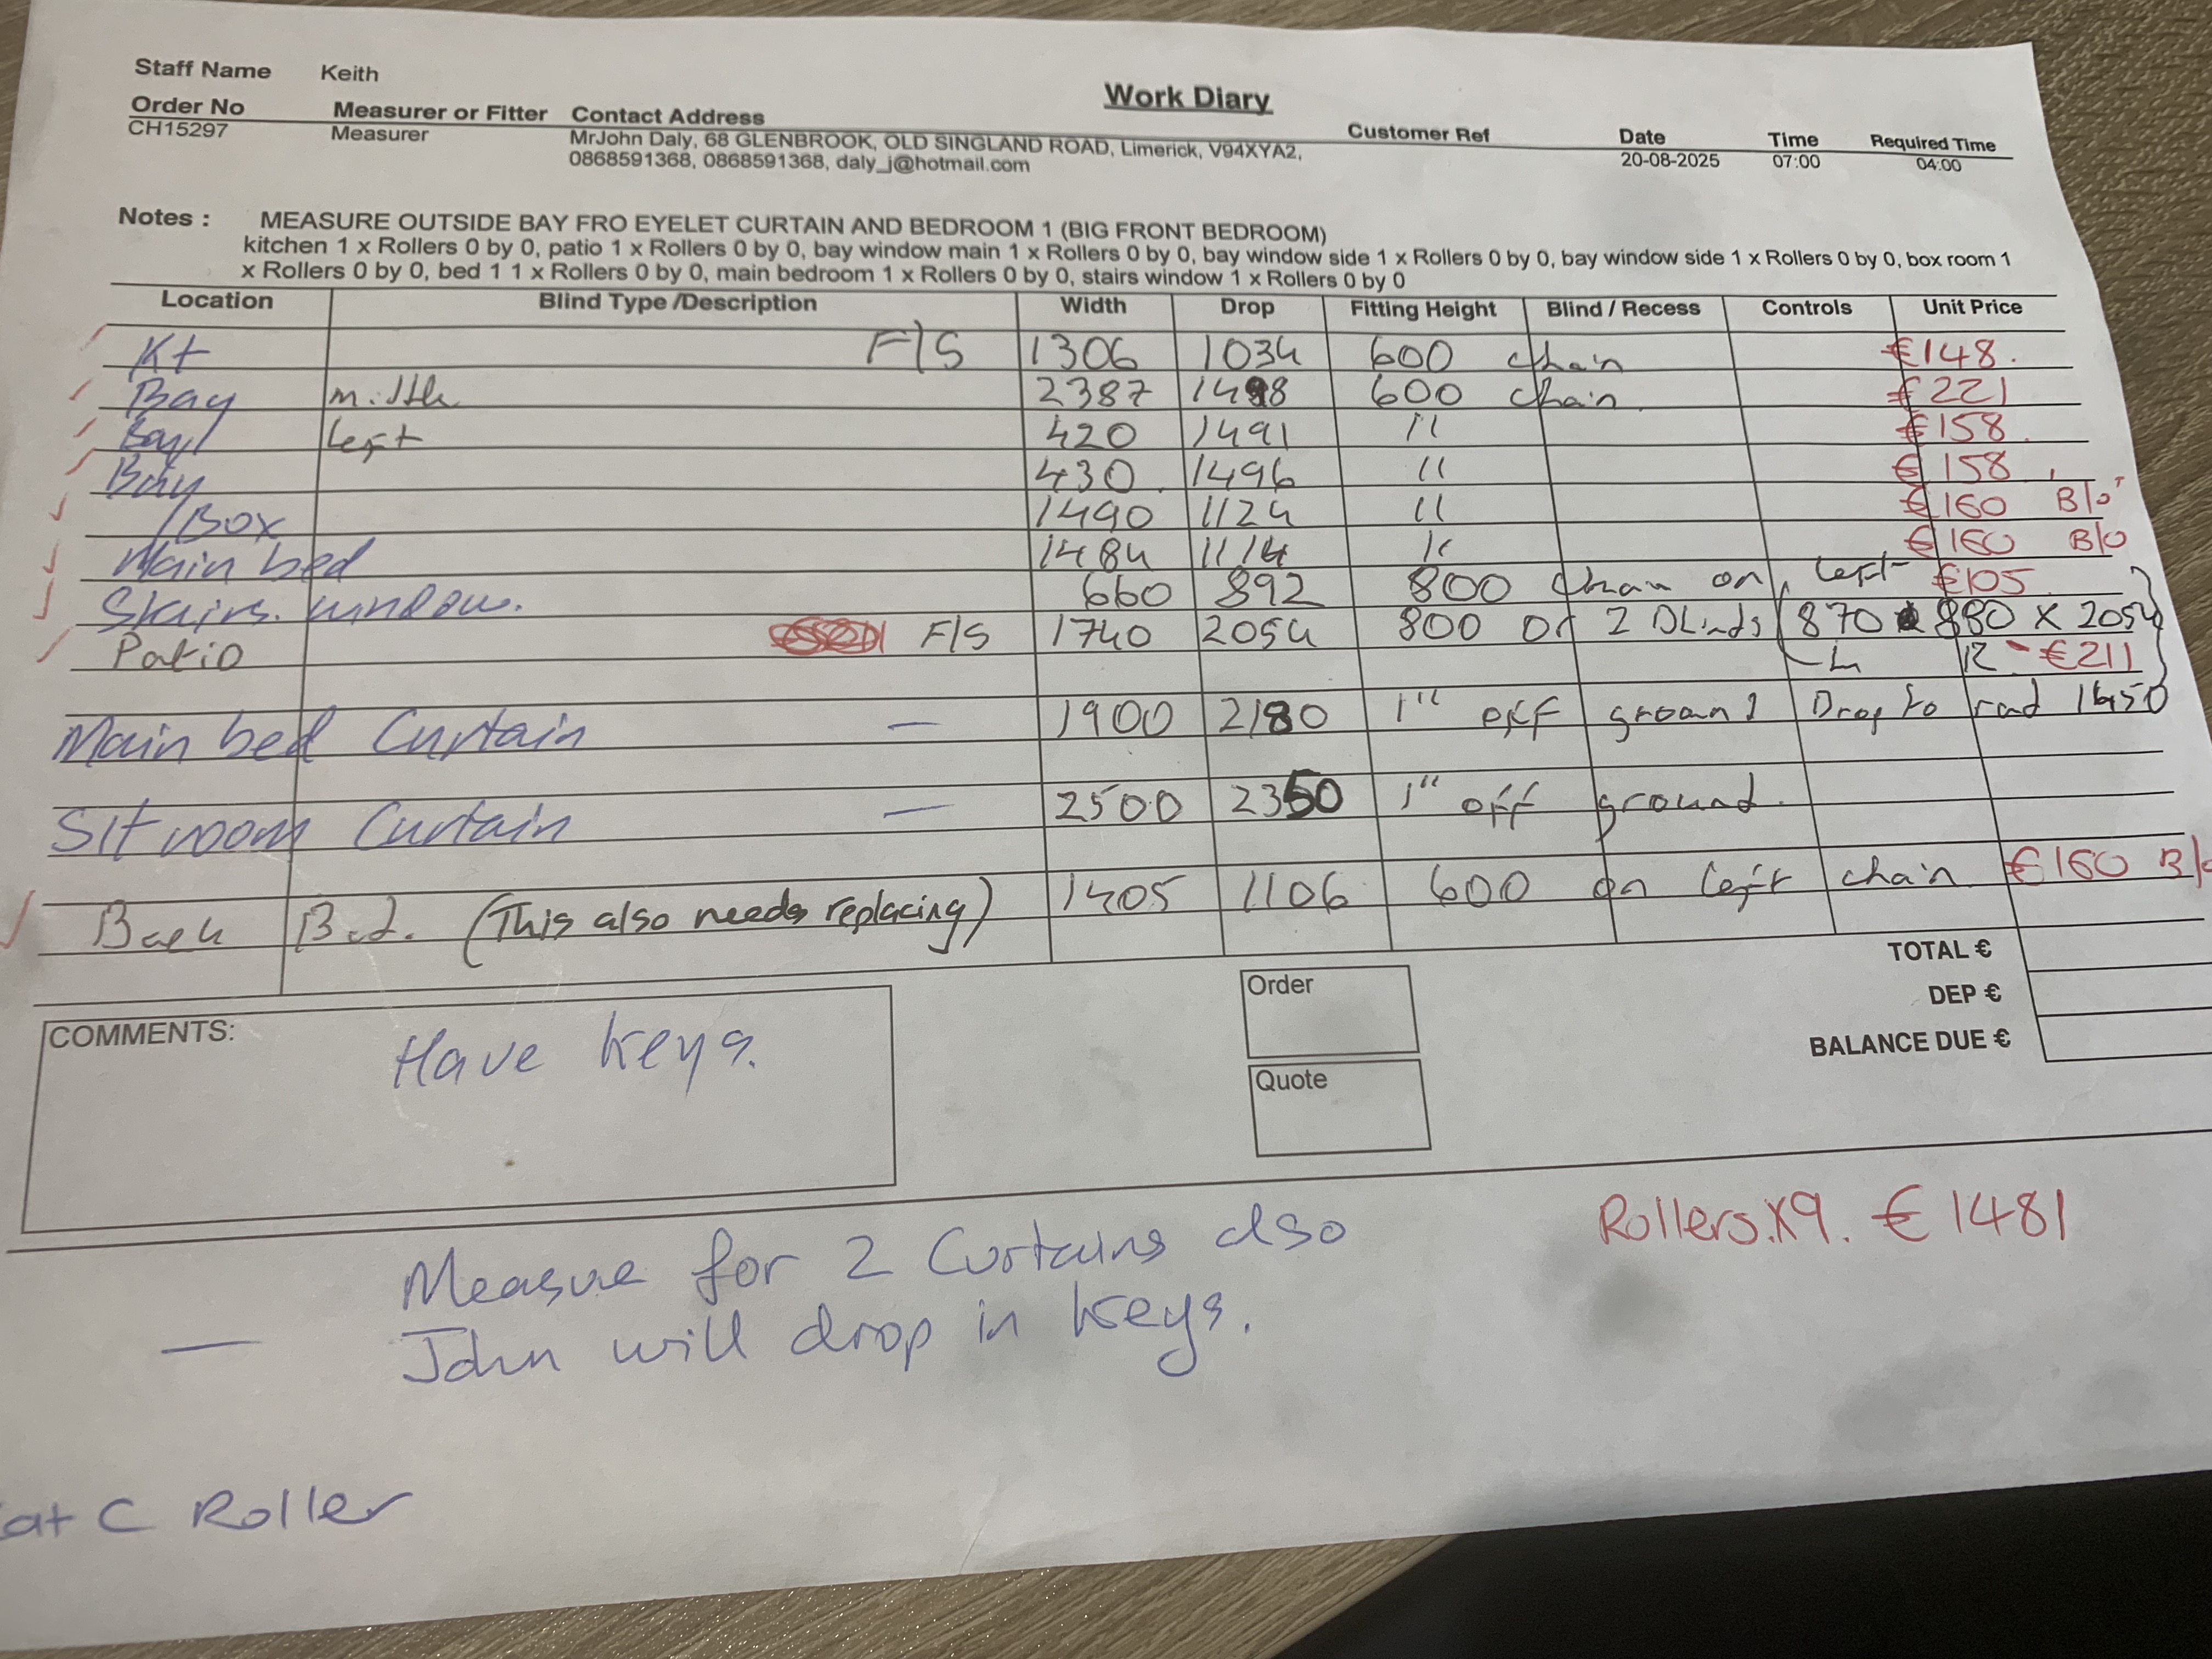 Work Diary
Staff Name Keith
Order No Measurer or Fitter Contact Address Customer Ref Date Time Required Time
CH15297 Measurer MrJohn Daly, 68 GLENBROOK, OLD SINGLAND ROAD, Limerick, V94XYA2, 20-08-2025 07:00 04:00
0868591368, 0868591368, daly_j@hotmail.com
Notes : MEASURE OUTSIDE BAY FRO EYELET CURTAIN AND BEDROOM 1 (BIG FRONT BEDROOM)
kitchen 1 x Rollers 0 by 0, patio 1 x Rollers 0 by 0, bay window main 1 x Rollers 0 by 0, bay window side 1 x Rollers 0 by 0, bay window side 1 x Rollers 0 by 0, box room 1
x Rollers 0 by 0, bed 1 1 x Rollers 0 by 0, main bedroom 1 x Rollers 0 by 0, stairs window 1 x Rollers 0 by 0
Location Blind Type /Description Width Drop Fitting Height Blind / Recess Controls Unit Price
Kt F/S 1306 1034 600 chain €148.
Bay middle 2387 1498 600 chain €221
Bay left 420 1491 " €158.
Bay 430 1496 " €158
Box 1490 1124 " €160 B/o
Main bed 1484 1114 " €160 B/O
Stairs. window. 660 892 800 chain on left €105
Patio F/S 1740 2054 800 or 2 Blinds (870 880 X 2054
L R - €211
Main bed Curtain — 1900 2180 1" off ground Drop to rad 1650
Sit room Curtain — 2500 2350 1" off ground.
Back Bed. (This also needs replacing) 1405 1106 600 on left chain €160 B/o
TOTAL €
DEP €
BALANCE DUE €
COMMENTS: Have keys.
Order
Quote
Rollers.X9. € 1481
Measure for 2 Curtains also
— John will drop in keys.
Cat C Roller